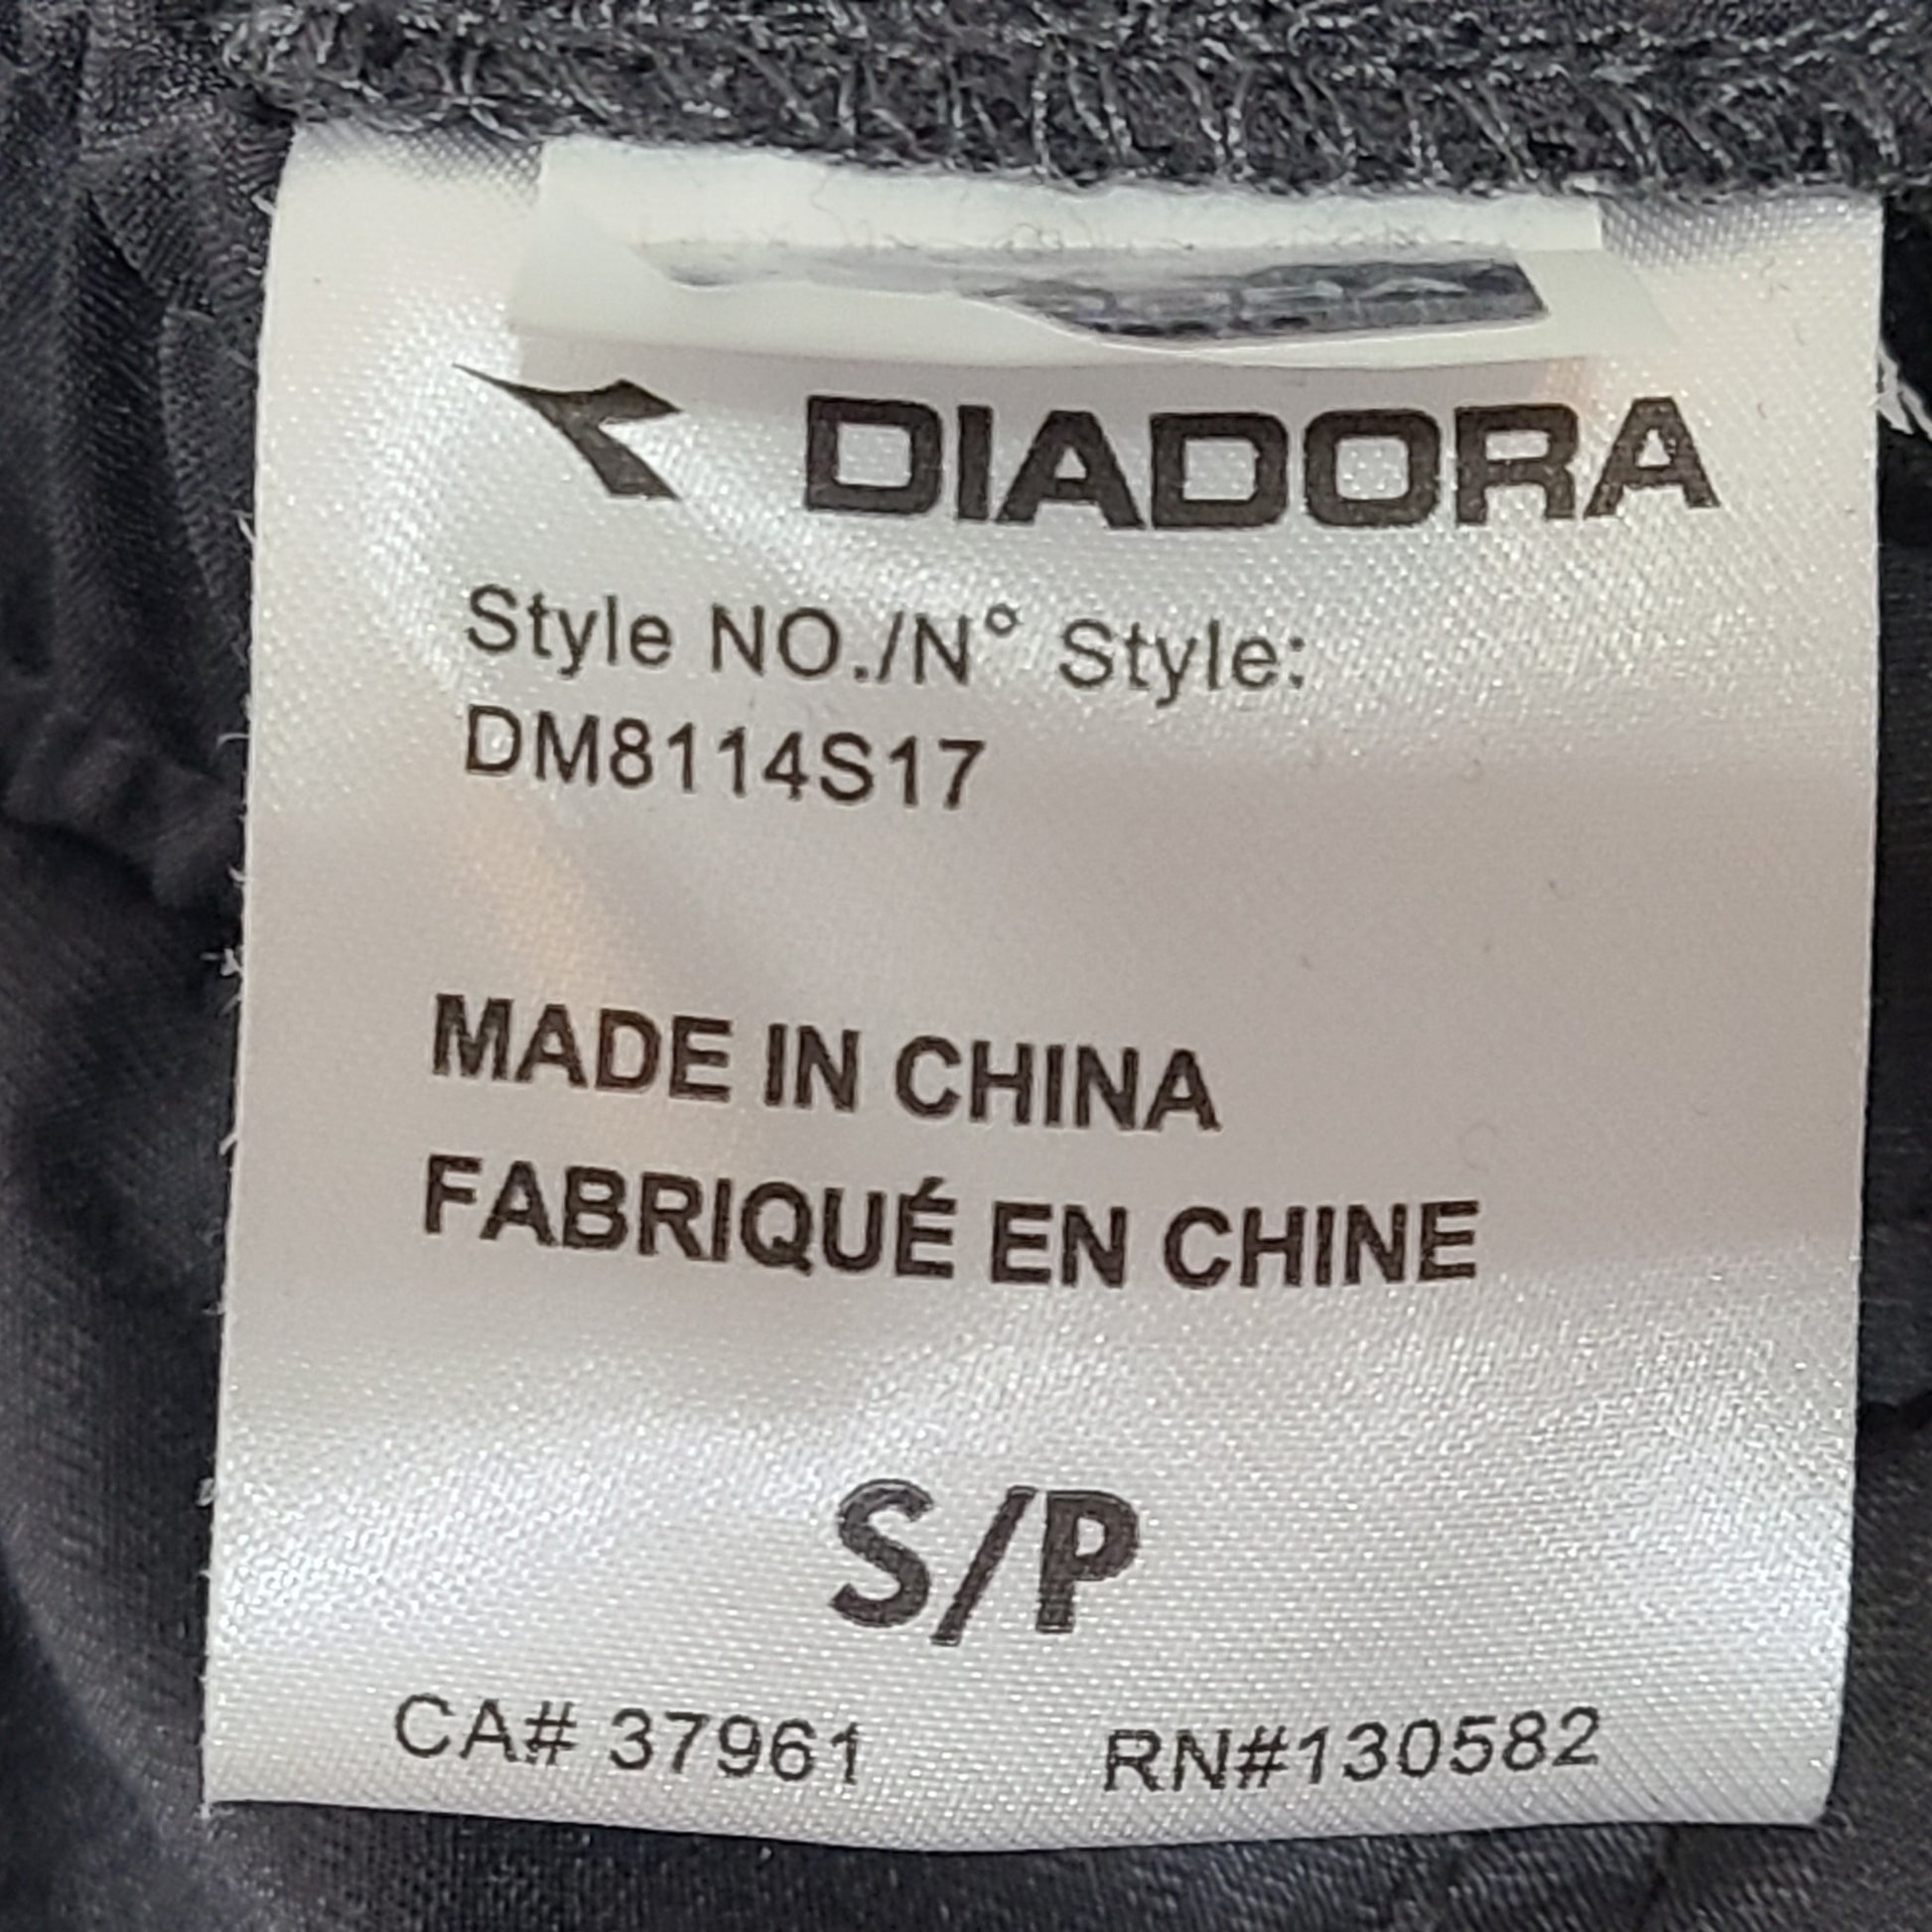 DIADORA
Style NO./N° Style:
DM8114S17
MADE IN CHINA
FABRIQUÉ EN CHINE
S/P
CA# 37961 RN#130582